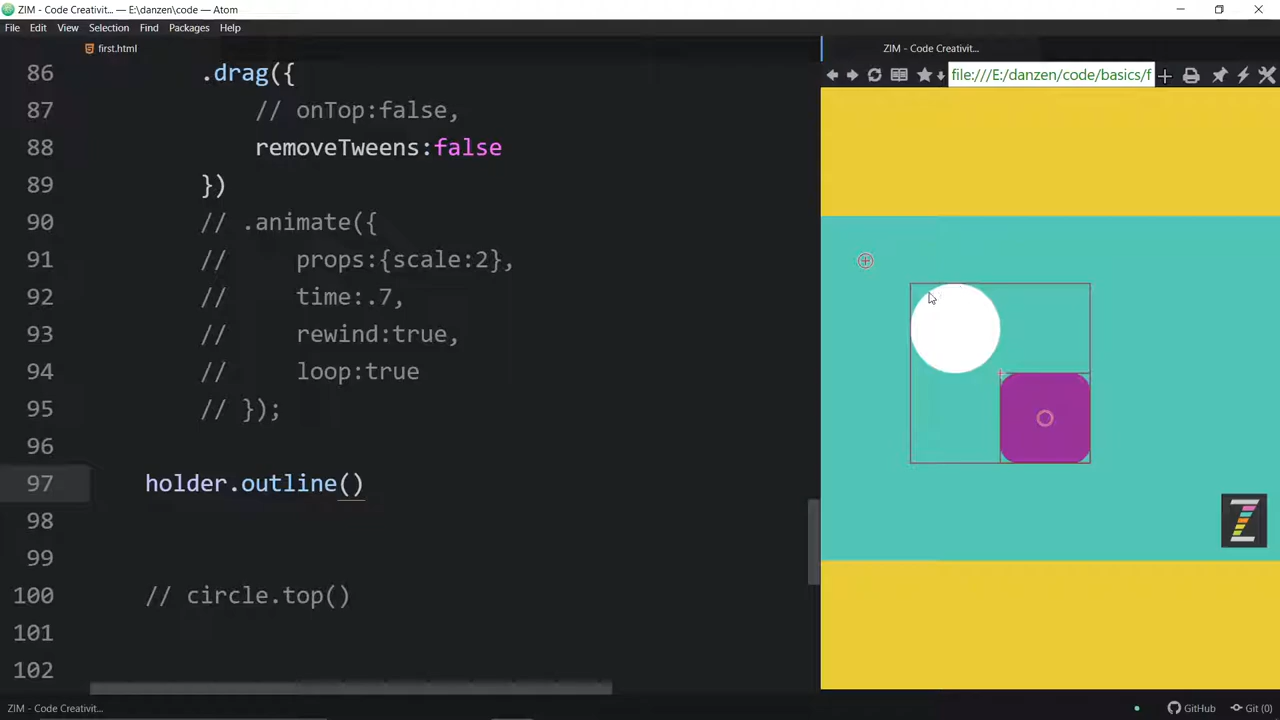 ZIM - Code Creativit... — E:\danzen\code — Atom
File Edit View Selection Find Packages Help
first.html
ZIM - Code Creativit...
file:///E:/danzen/code/basics/f
86 .drag({
87 // onTop:false,
88 removeTweens:false
89 })
90 // .animate({
91 // props:{scale:2},
92 // time:.7,
93 // rewind:true,
94 // loop:true
95 // });
96
97 holder.outline()
98
99
100 // circle.top()
101
102
Z
ZIM - Code Creativit...
GitHub Git (0)